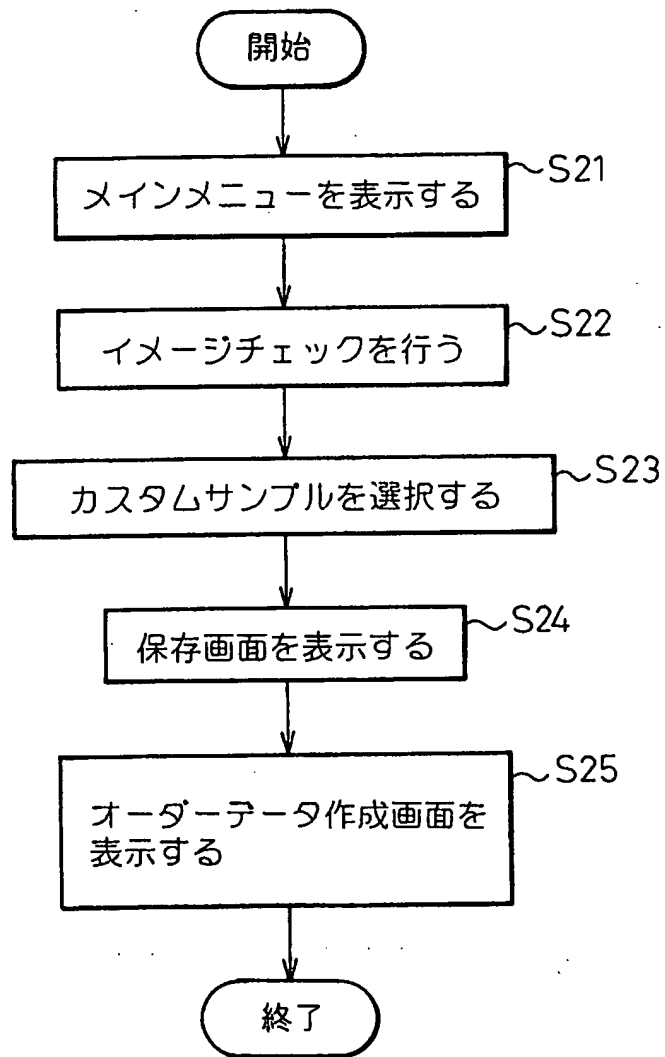 開始
メインメニューを表示する
S21
イメージチェックを行う
S22
カスタムサンプルを選択する
S23
保存画面を表示する
S24
オーダーデータ作成画面を
表示する
S25
終了